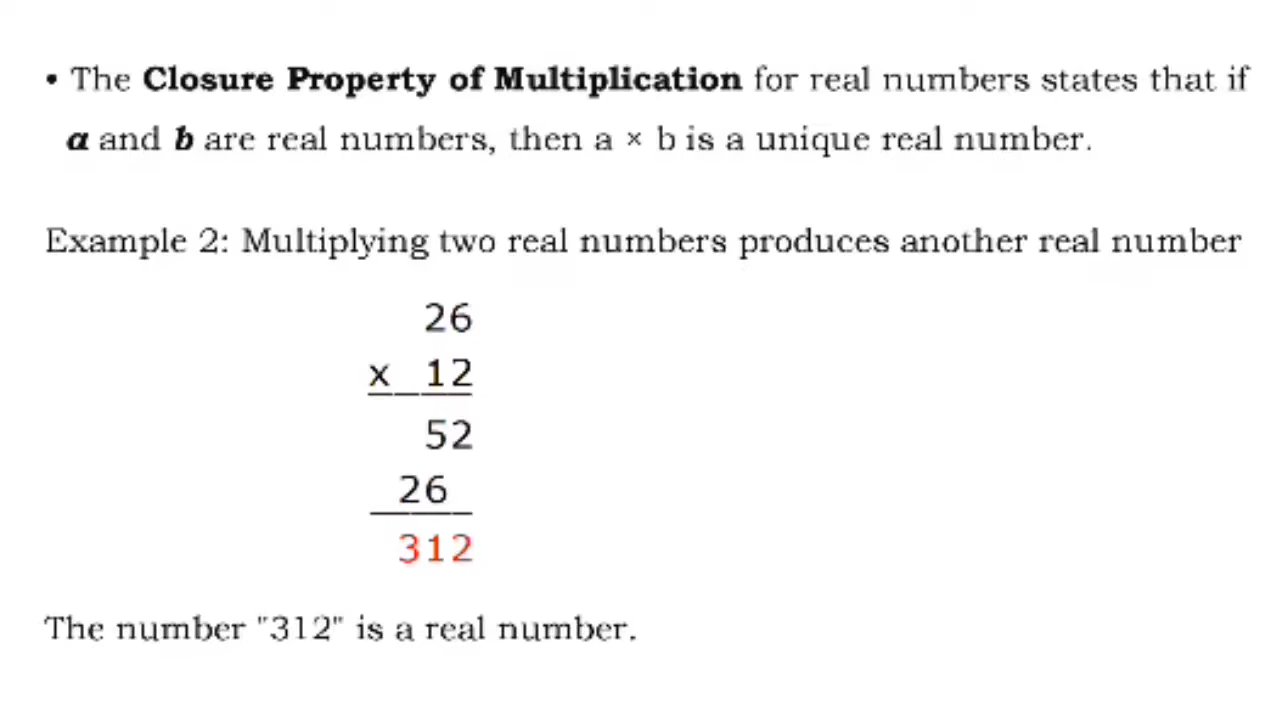 • The Closure Property of Multiplication for real numbers states that if
a and b are real numbers, then a × b is a unique real number.
Example 2: Multiplying two real numbers produces another real number
26
x 12
52
26
312
The number "312" is a real number.